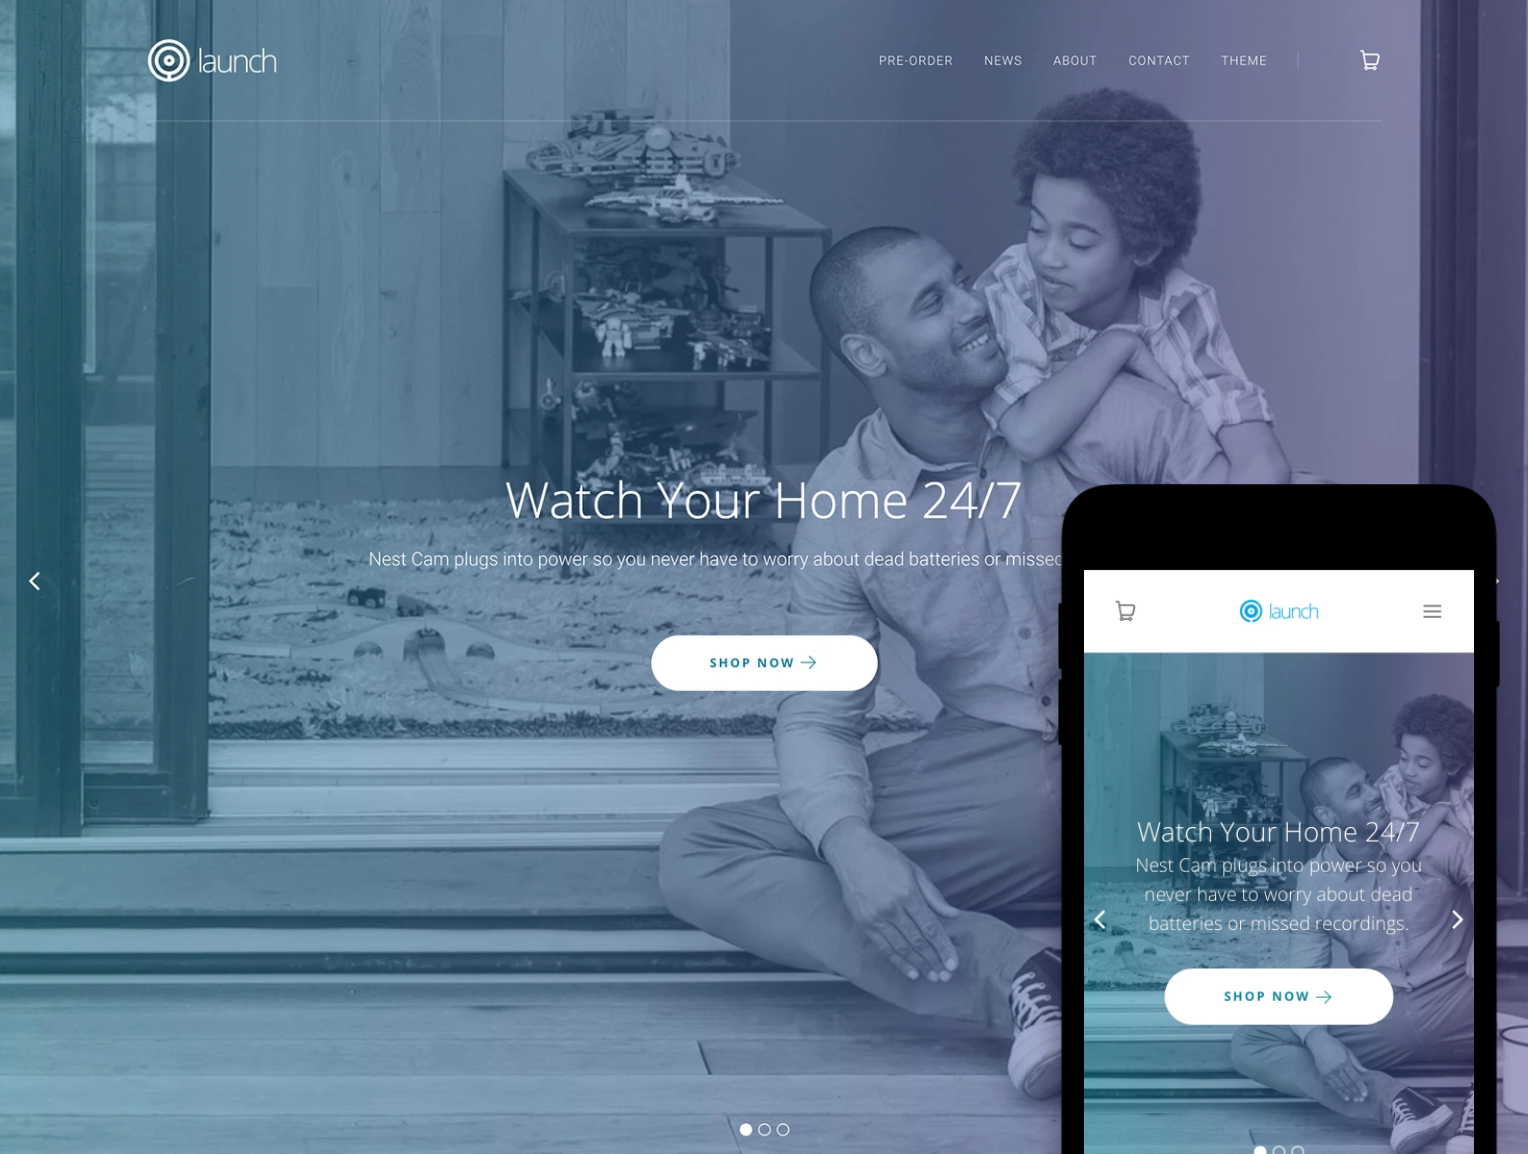 launch
PRE-ORDER NEWS ABOUT CONTACT THEME
Watch Your Home 24/7
Nest Cam plugs into power so you never have to worry about dead batteries or missed
SHOP NOW
launch
Watch Your Home 24/7
Nest Cam plugs into power so you
never have to worry about dead
batteries or missed recordings.
SHOP NOW